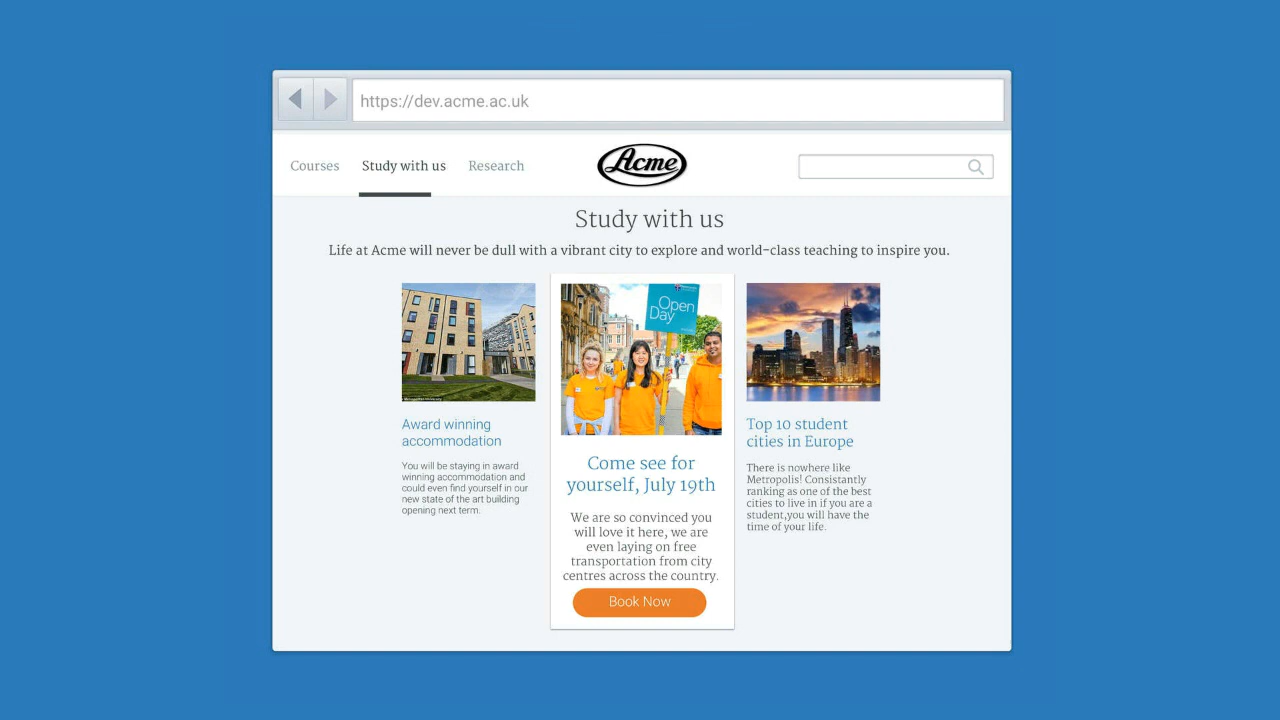 https://dev.acme.ac.uk
Courses
Study with us
Research
Acme
Study with us
Life at Acme will never be dull with a vibrant city to explore and world-class teaching to inspire you.
Open
Day
Award winning
accommodation
You will be staying in award
winning accommodation and
could even find yourself in our
new state of the art building
opening next term.
Come see for
yourself, July 19th
We are so convinced you
will love it here, we are
even laying on free
transportation from city
centres across the country.
Book Now
Top 10 student
cities in Europe
There is nowhere like
Metropolis! Consistantly
ranking as one of the best
cities to live in if you are a
student,you will have the
time of your life.